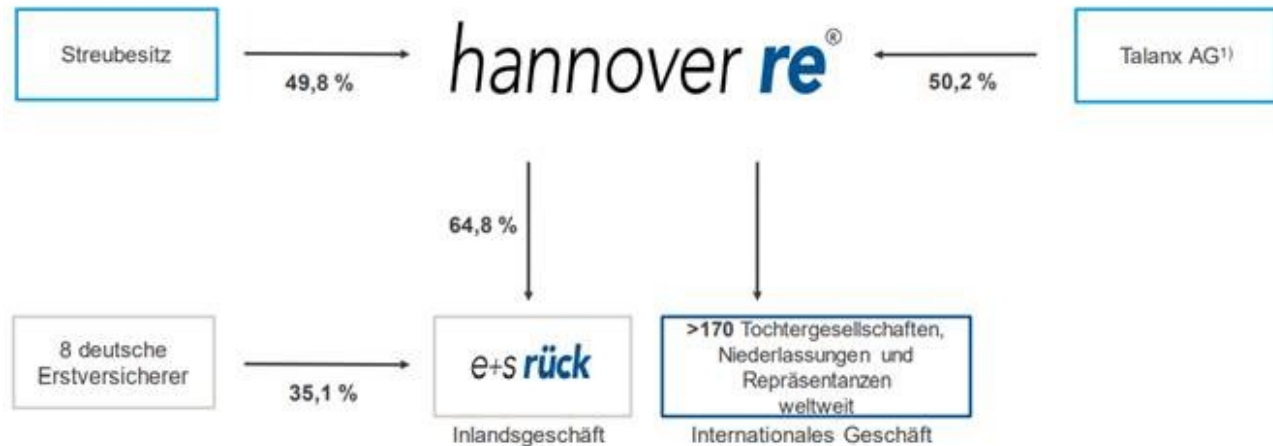 Streubesitz
49,8 %
hannover re®
50,2 %
Talanx AG¹⁾
64,8 %
8 deutsche
Erstversicherer
35,1 %
e+s rück
Inlandsgeschäft
>170 Tochtergesellschaften,
Niederlassungen und
Repräsentanzen
weltweit
Internationales Geschäft